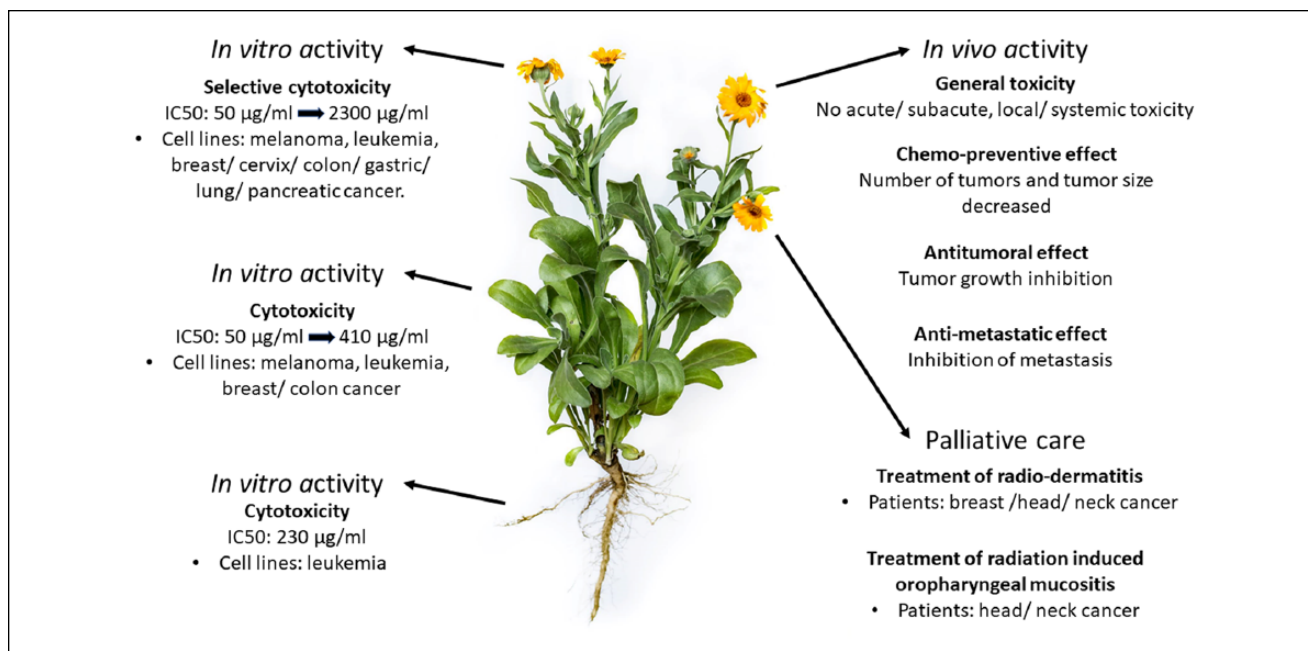 In vitro activity
Selective cytotoxicity
IC50: 50 µg/ml ➡ 2300 µg/ml
• Cell lines: melanoma, leukemia,
breast/ cervix/ colon/ gastric/
lung/ pancreatic cancer.
In vitro activity
Cytotoxicity
IC50: 50 µg/ml ➡ 410 µg/ml
• Cell lines: melanoma, leukemia,
breast/ colon cancer
In vitro activity
Cytotoxicity
IC50: 230 µg/ml
• Cell lines: leukemia
In vivo activity
General toxicity
No acute/ subacute, local/ systemic toxicity
Chemo-preventive effect
Number of tumors and tumor size
decreased
Antitumoral effect
Tumor growth inhibition
Anti-metastatic effect
Inhibition of metastasis
Palliative care
Treatment of radio-dermatitis
• Patients: breast /head/ neck cancer
Treatment of radiation induced
oropharyngeal mucositis
• Patients: head/ neck cancer